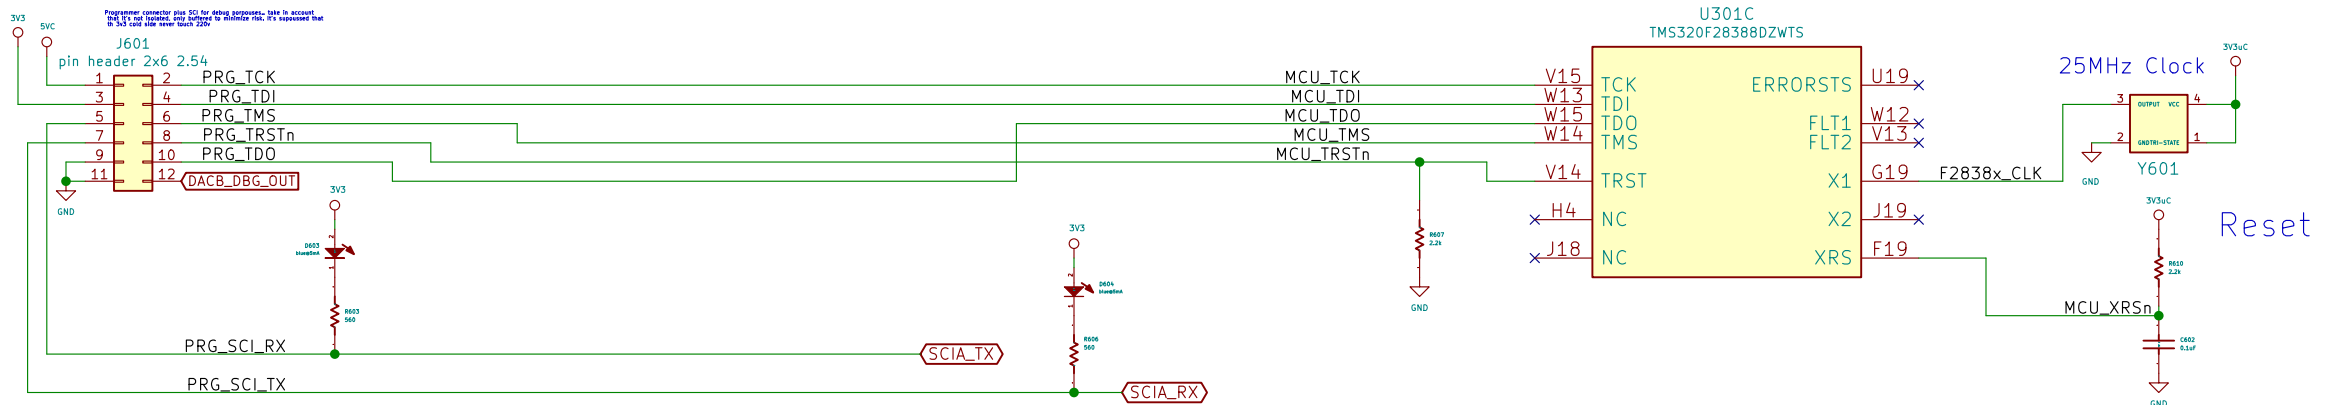 Programmer connector plus SCI for debug porpouses_ take in account
that it's not isolated, only buffered to minimize risk. it's suppussed that
th 3v3 cold side never touch 220v
3V3
5VC
J601
pin header 2x6 2.54
1
2
PRG_TCK
3
4
PRG_TDI
5
6
PRG_TMS
7
8
PRG_TRSTn
9
10
PRG_TDO
11
12
DACB_DBG_OUT
GND
3V3
2
D603
blue@5mA
1
R603
560
PRG_SCI_RX
SCIA_TX
PRG_SCI_TX
SCIA_RX
3V3
2
D604
blue@5mA
1
R606
560
MCU_TCK
MCU_TDI
MCU_TDO
MCU_TMS
MCU_TRSTn
R607
2.2k
GND
U301C
TMS320F28388DZWTS
V15
TCK
W13
TDI
W15
TDO
W14
TMS
V14
TRST
H4
NC
J18
NC
ERRORSTS
U19
FLT1
W12
FLT2
V13
X1
G19
X2
J19
XRS
F19
F2838x_CLK
25MHz Clock
3V3uC
3
OUTPUT
VCC
4
2
GND
TRI-STATE
1
Y601
GND
Reset
3V3uC
R610
2.2k
MCU_XRSn
C602
0.1uF
GND